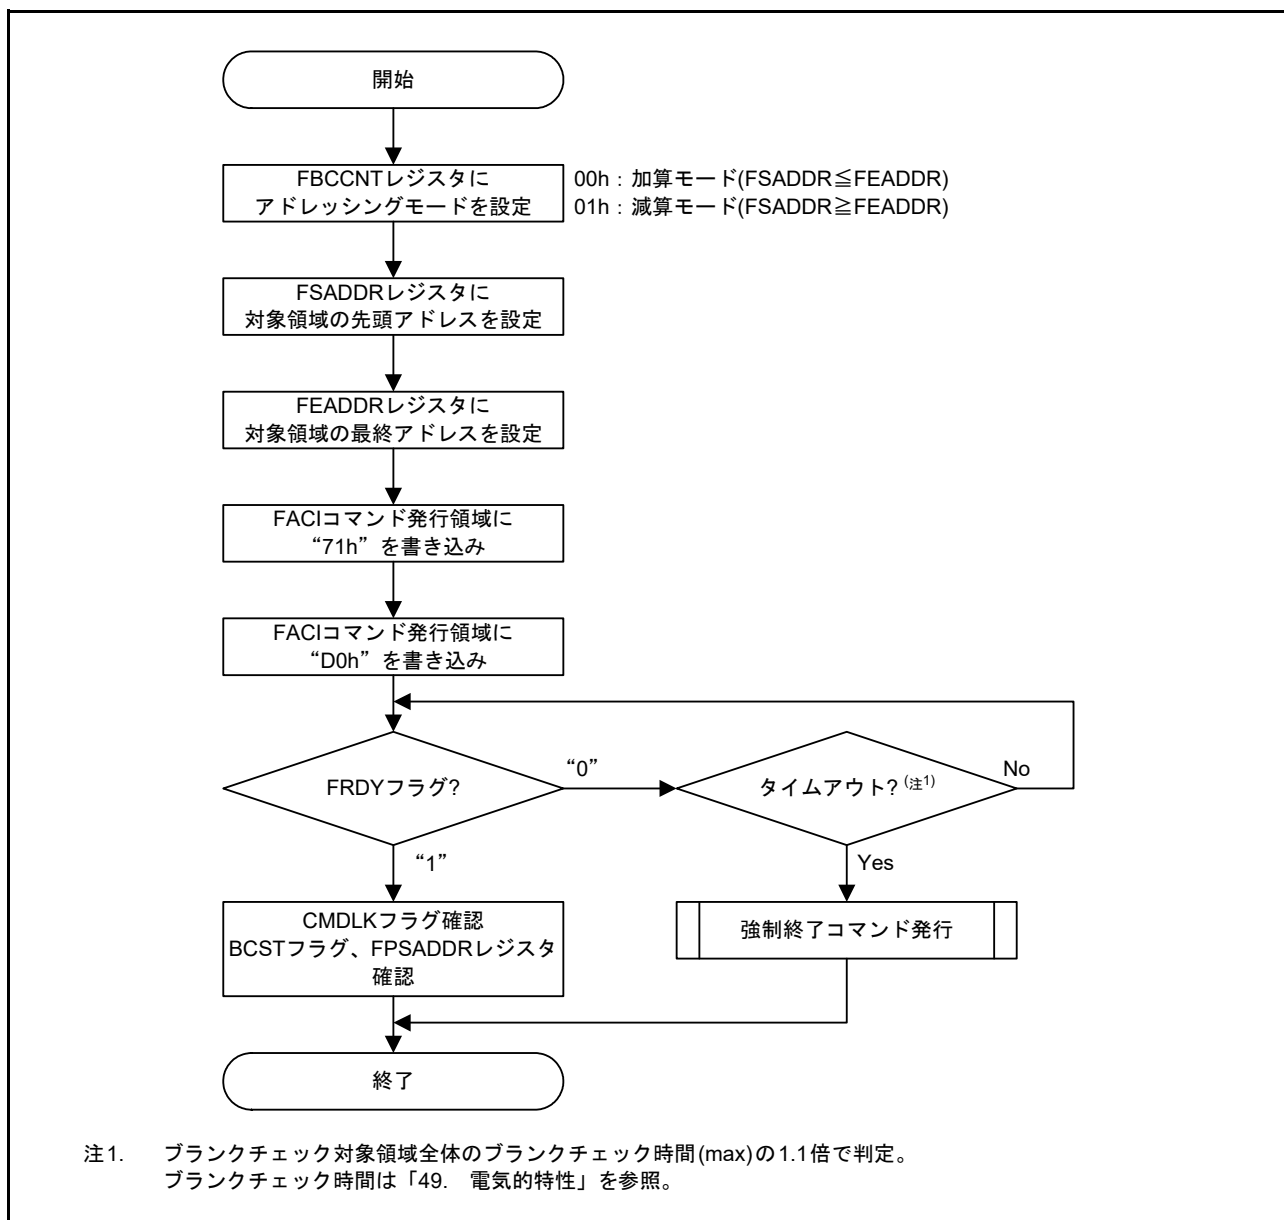 開始
FBCCNTレジスタに
アドレッシングモードを設定
00h：加算モード(FSADDR≦FEADDR)
01h：減算モード(FSADDR≧FEADDR)
FSADDRレジスタに
対象領域の先頭アドレスを設定
FEADDRレジスタに
対象領域の最終アドレスを設定
FACIコマンド発行領域に
“71h”を書き込み
FACIコマンド発行領域に
“D0h”を書き込み
FRDYフラグ?
“0”
タイムアウト?(注1)
No
“1”
Yes
CMDLKフラグ確認
BCSTフラグ、FPSADDRレジスタ
確認
強制終了コマンド発行
終了
注1. ブランクチェック対象領域全体のブランクチェック時間(max)の1.1倍で判定。
ブランクチェック時間は「49. 電気的特性」を参照。